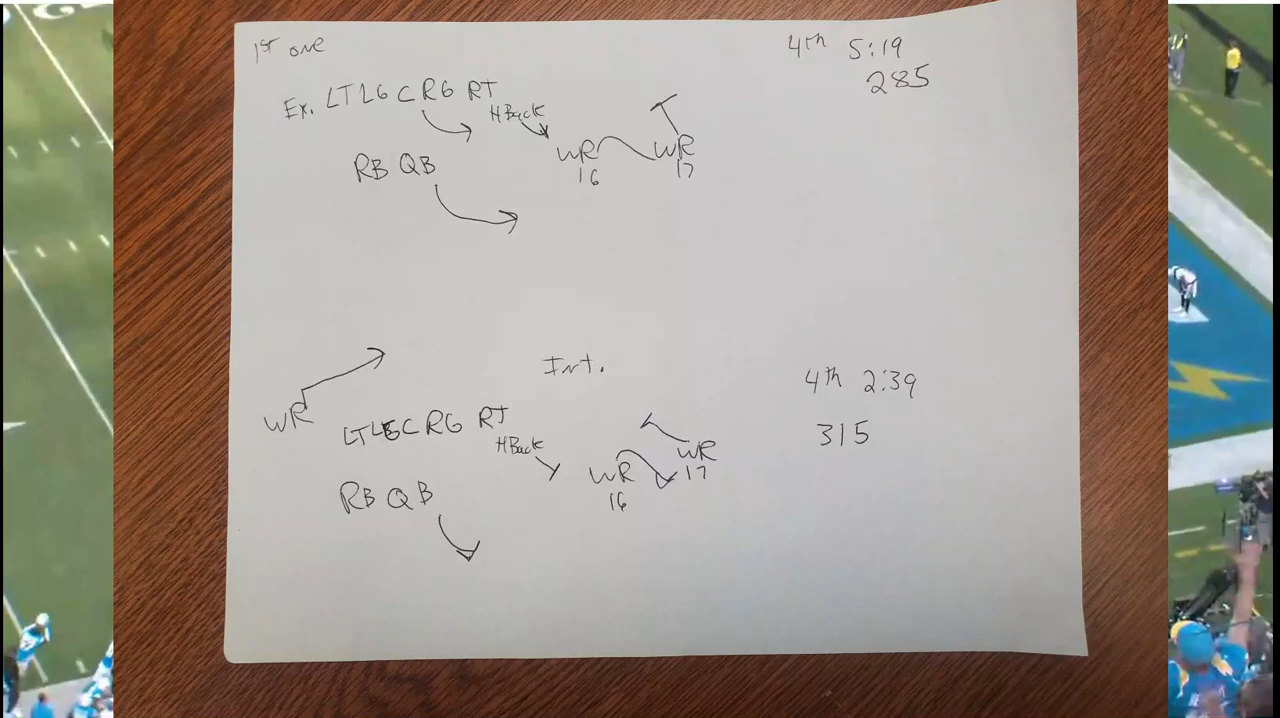 1st one
4th 5:19
285
Ex. LT LG C RG RT
HBack
WR WR
16 17
RB QB
Int.
4th 2:39
315
WR
LT LG C RG RT
HBack
WR
17
WR
16
RB QB